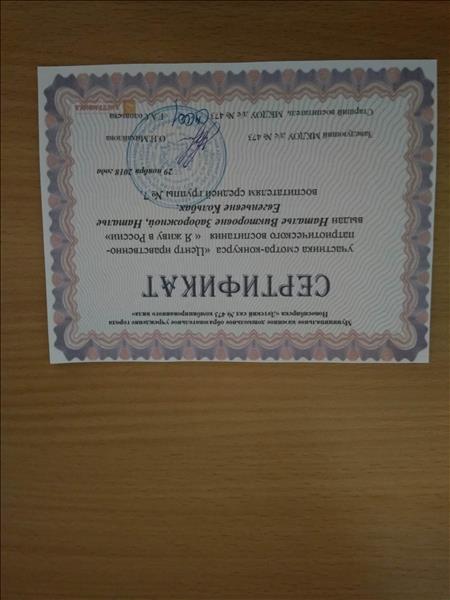 Муниципальное казенное дошкольное образовательное учреждение города
Новосибирска «Детский сад № 473 комбинированного вида»
СЕРТИФИКАТ
участника смотра-конкурса «Центр нравственно-
патриотического воспитания « Я живу в России»
выдан Наталье Викторовне Задорожной, Наталье
Евгеньевне Кольбах.
воспитателям средней группы № 7
29 ноября 2018 года
Заведующий МКДОУ д/с № 473 О.Н.Михайлова
Старший воспитатель МКДОУ д/с № 473